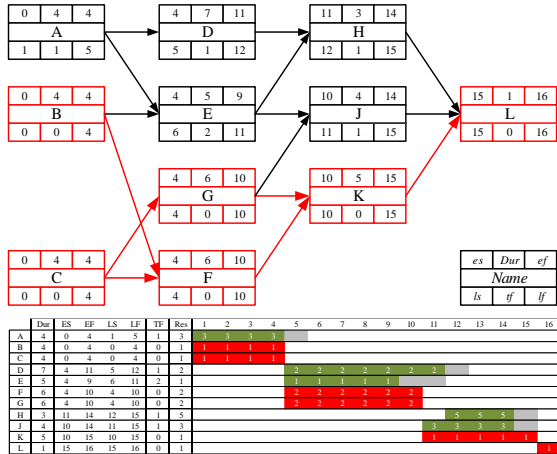 0 4 4 4 7 11 11 3 14
A D H
1 1 5 5 1 12 12 1 15
0 4 4 4 5 9 10 4 14 15 1 16
B E J L
0 0 4 6 2 11 11 1 15 15 0 16
4 6 10 10 5 15
G K
4 0 10 10 0 15
0 4 4 4 6 10 es Dur ef
C F Name
0 0 4 4 0 10 ls tf lf
Dur ES EF LS LF TF Res 1 2 3 4 5 6 7 8 9 10 11 12 13 14 15 16
A 4 0 4 1 5 1 3 3 3 3 3
B 4 0 4 0 4 0 1 1 1 1 1
C 4 0 4 0 4 0 1 1 1 1 1
D 7 4 11 5 12 1 2 2 2 2 2 2 2 2
E 5 4 9 6 11 2 1 1 1 1 1 1
F 6 4 10 4 10 0 2 2 2 2 2 2 2
G 6 4 10 4 10 0 2 2 2 2 2 2 2
H 3 11 14 12 15 1 5 5 5 5
J 4 10 14 11 15 1 3 3 3 3 3
K 5 10 15 10 15 0 1 1 1 1 1 1
L 1 15 16 15 16 0 1 1